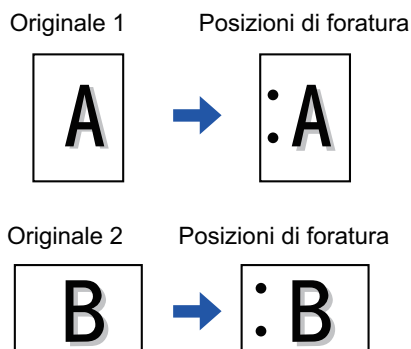 Originale 1 Posizioni di foratura
A A
Originale 2 Posizioni di foratura
B B